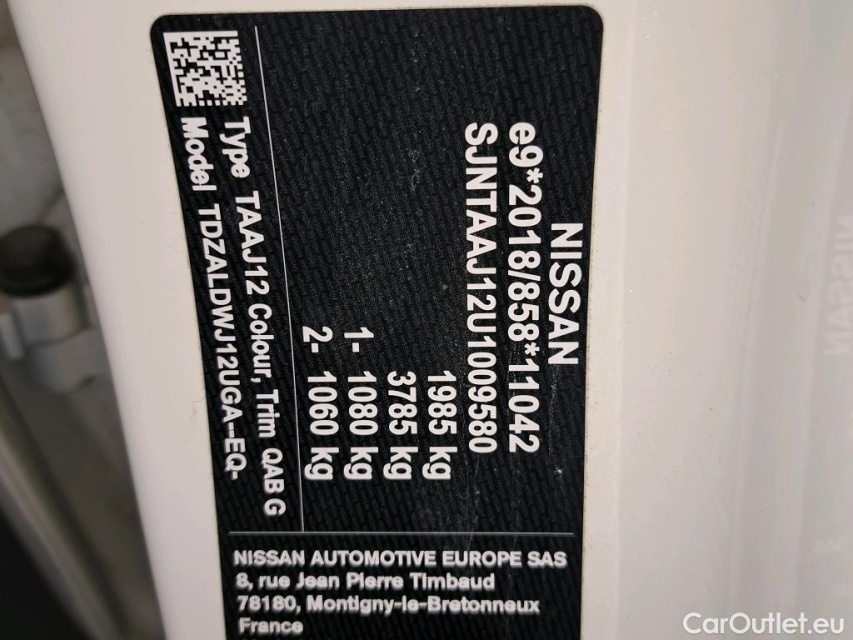 NISSAN
e9*2018/858*11042
SJNTAAJ12U1009580
1985 kg
3785 kg
1- 1080 kg
2- 1060 kg
Type TAAJ12 Colour, Trim QAB G
Model TDZALDWJ12UGA-EQ-
NISSAN AUTOMOTIVE EUROPE SAS
8, rue Jean Pierre Timbaud
78180, Montigny-le-Bretonneux
France
CarOutlet.eu